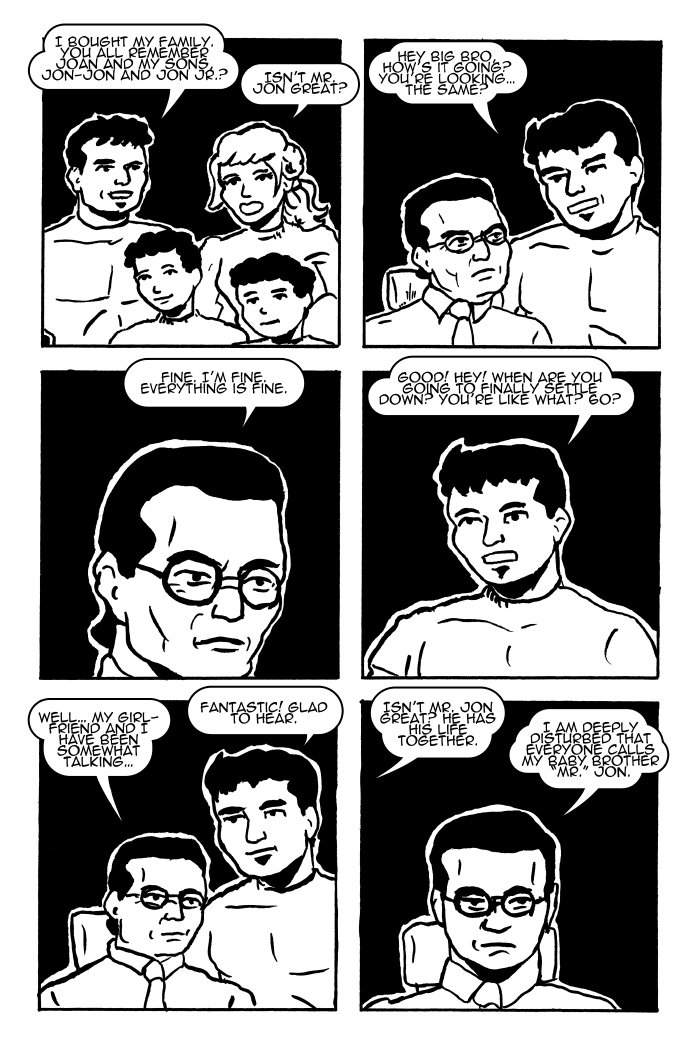 I BOUGHT MY FAMILY.
YOU ALL REMEMBER
JOAN AND MY SONS,
JON-JON AND JON JR.?
ISN'T MR.
JON GREAT?
HEY BIG BRO,
HOW'S IT GOING?
YOU'RE LOOKING...
THE SAME?
FINE. I'M FINE.
EVERYTHING IS FINE.
GOOD! HEY! WHEN ARE YOU
GOING TO FINALLY SETTLE
DOWN? YOU'RE LIKE WHAT? 60?
WELL... MY GIRL-
FRIEND AND I
HAVE BEEN
SOMEWHAT
TALKING...
FANTASTIC! GLAD
TO HEAR.
ISN'T MR. JON
GREAT? HE HAS
HIS LIFE
TOGETHER.
I AM DEEPLY
DISTURBED THAT
EVERYONE CALLS
MY BABY BROTHER
"MR." JON.